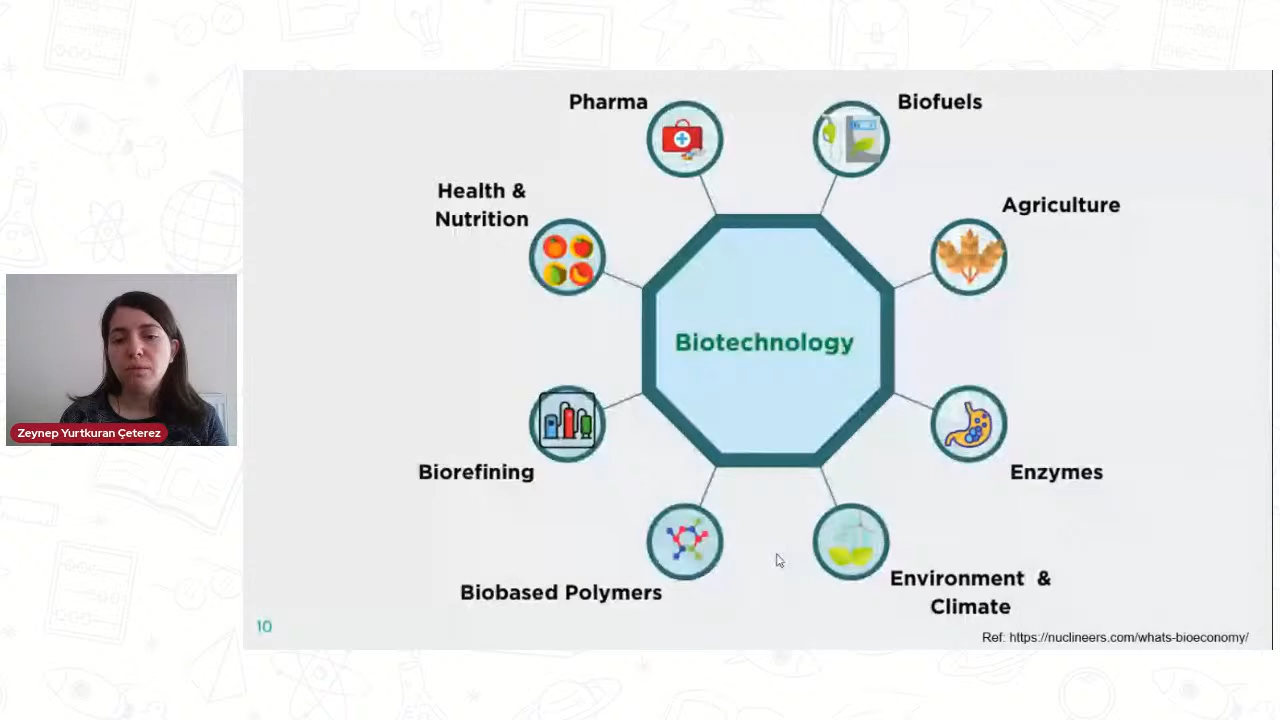 Pharma
Biofuels
Health &
Nutrition
Agriculture
Biotechnology
Zeynep Yurtkuran Çeterez
Biorefining
Enzymes
Biobased Polymers
Environment &
Climate
10
Ref: https://nuclineers.com/whats-bioeconomy/